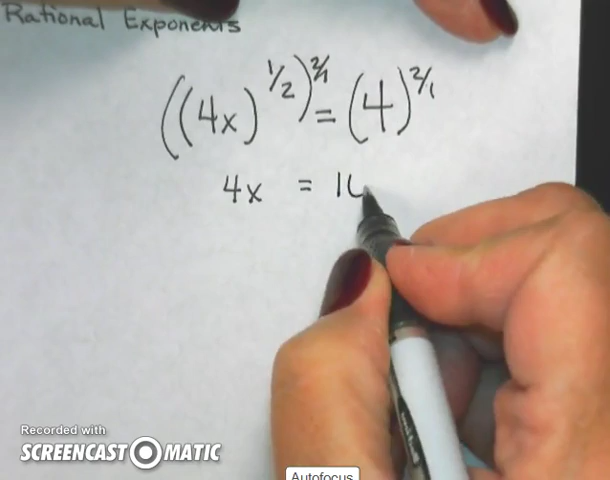 Rational Exponents
((4x)^1/2)^2/1 = (4)^2/1
4x = 16
Recorded with
SCREENCAST-O-MATIC
Autofocus